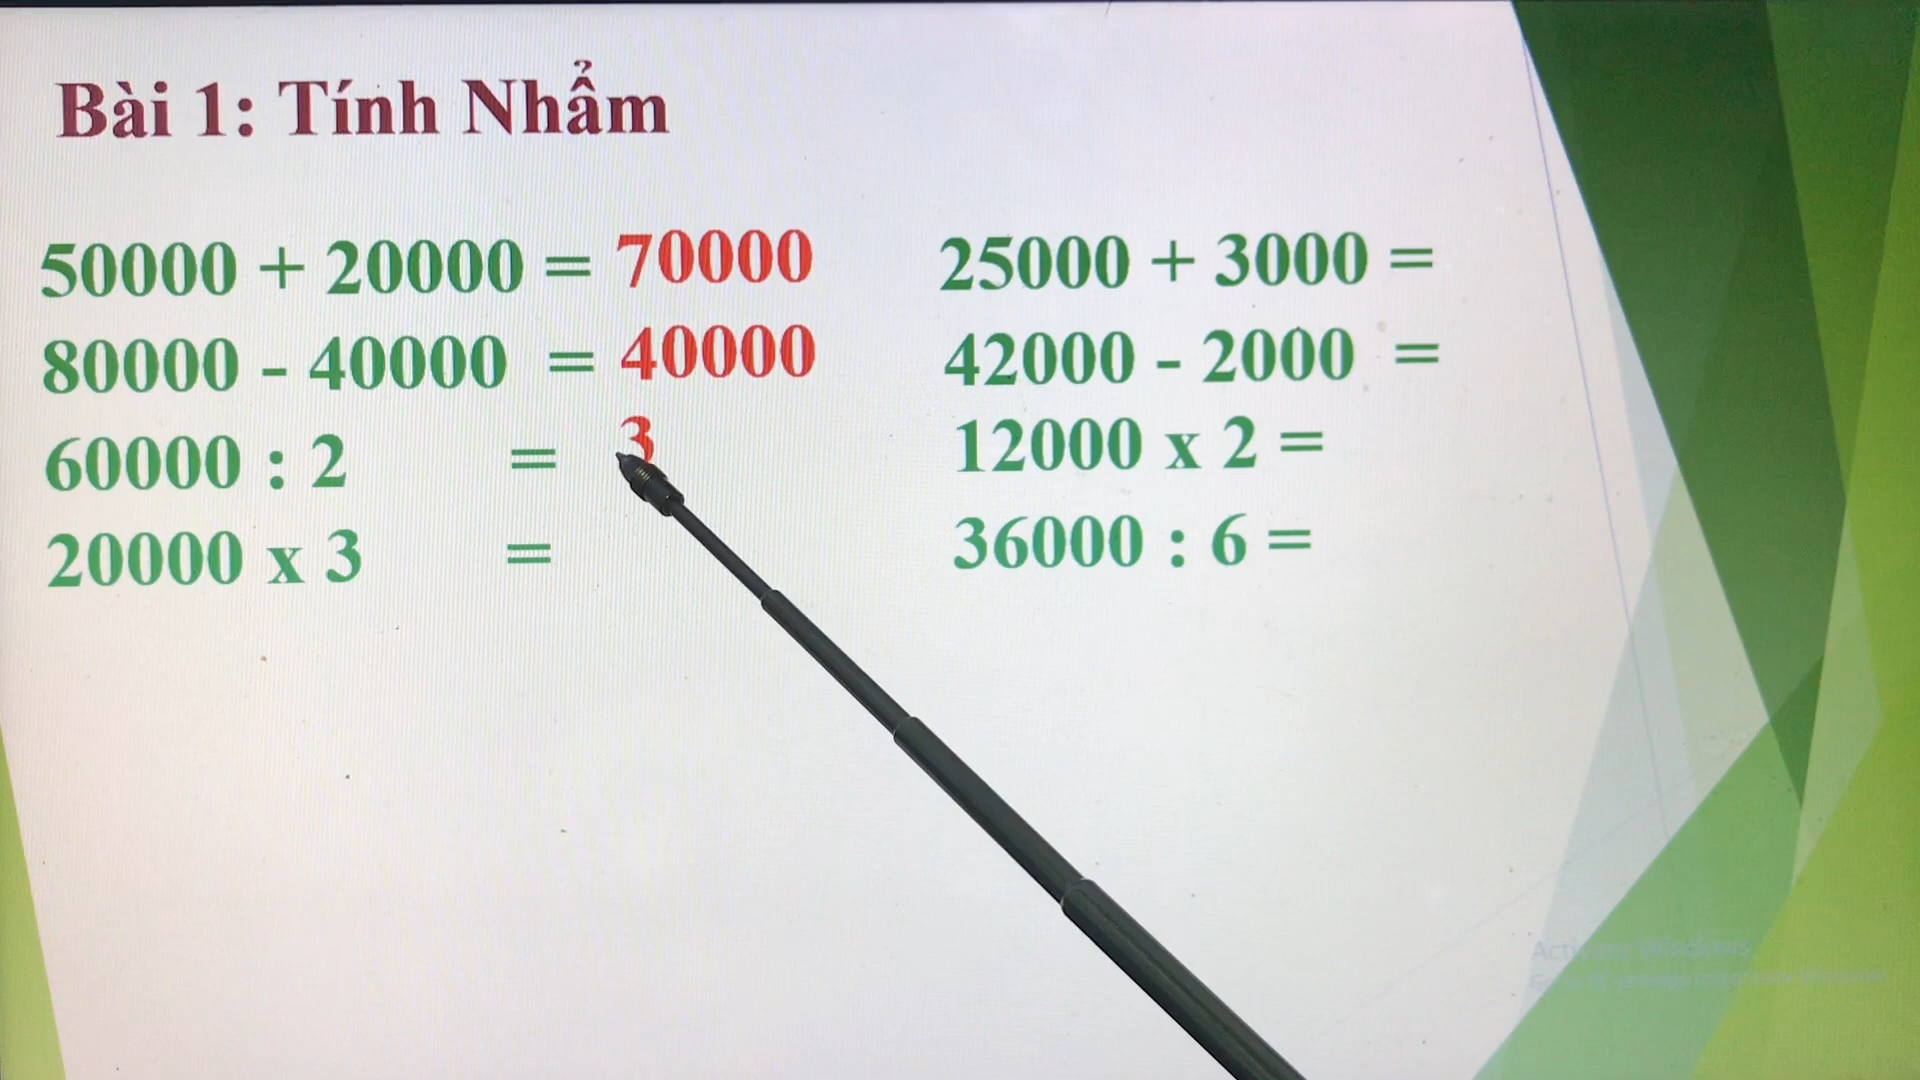 Bài 1: Tính Nhẩm
50000 + 20000 = 70000
80000 - 40000 = 40000
60000 : 2 = 3
20000 x 3 =
25000 + 3000 =
42000 - 2000 =
12000 x 2 =
36000 : 6 =